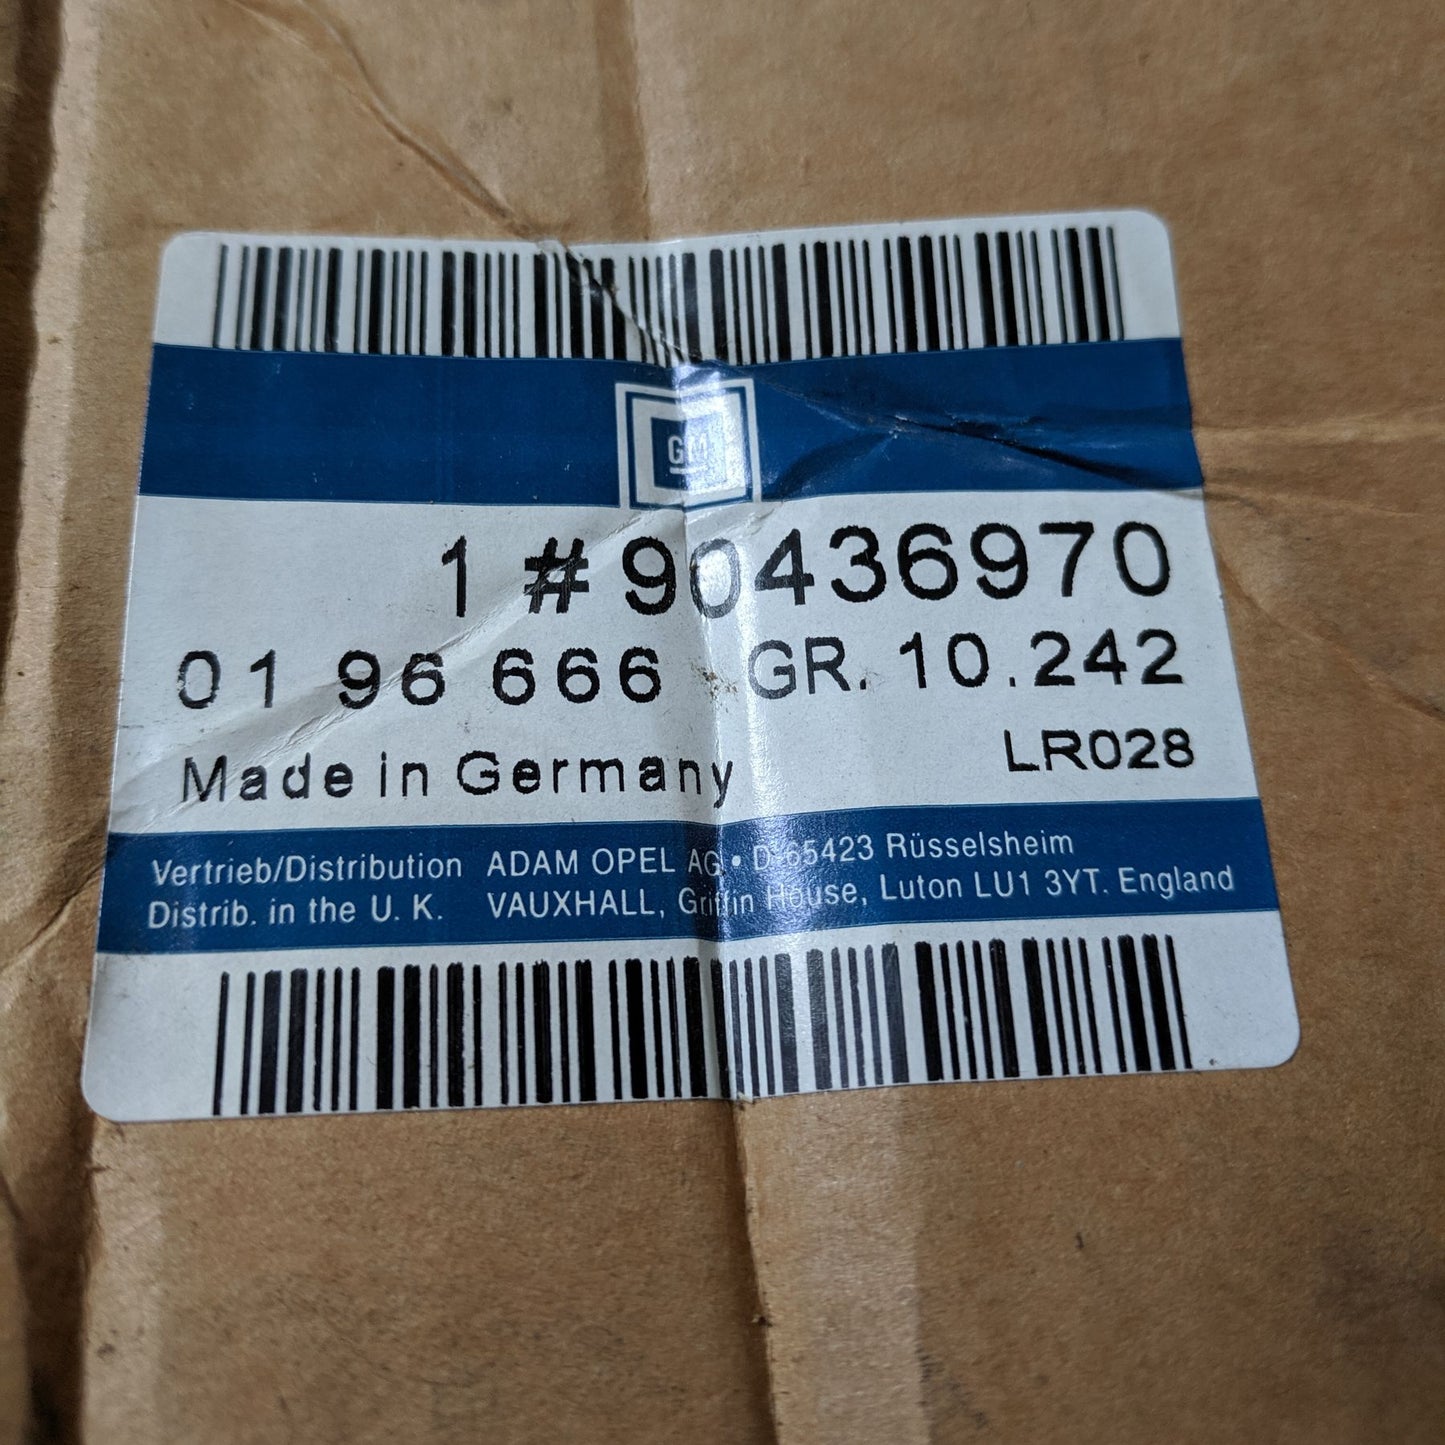 GM
1 #90436970
01 96 666 GR. 10.242
Made in Germany LR028
Vertrieb/Distribution ADAM OPEL AG • D-65423 Rüsselsheim
Distrib. in the U. K. VAUXHALL, Griffin House, Luton LU1 3YT. England